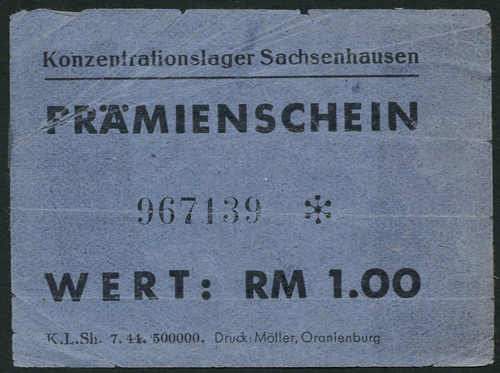 Konzentrationslager Sachsenhausen
PRÄMIENSCHEIN
967139 *
WERT: RM 1.00
K.L.Sh. 7. 44. 500000. Druck: Möller, Oranienburg